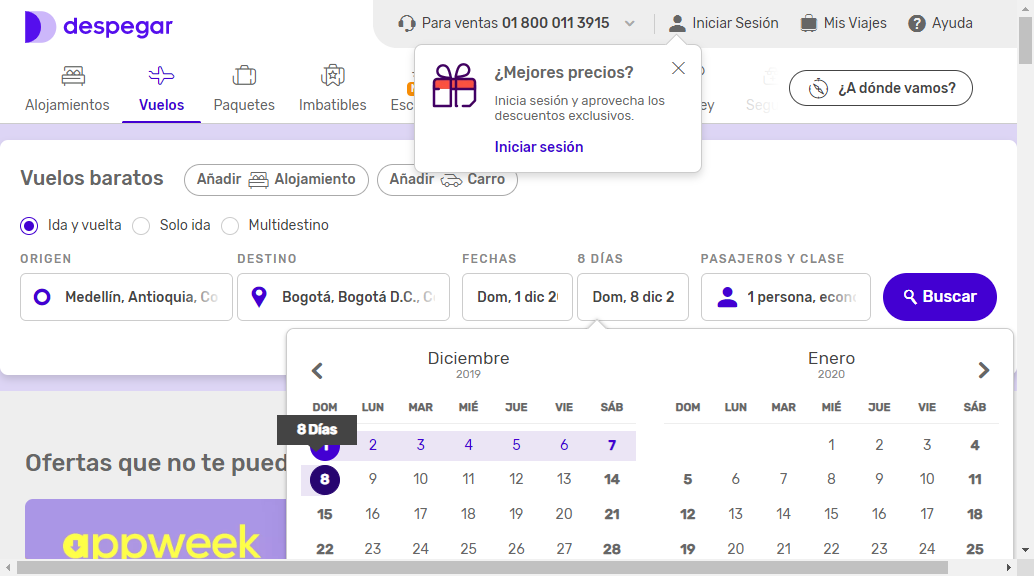 despegar
Para ventas 01 800 011 3915
Iniciar Sesión
Mis Viajes
Ayuda
Alojamientos
Vuelos
Paquetes
Imbatibles
¿A dónde vamos?
¿Mejores precios?
Inicia sesión y aprovecha los
descuentos exclusivos.
Iniciar sesión
Vuelos baratos
Añadir Alojamiento
Añadir Carro
Ida y vuelta
Solo ida
Multidestino
ORIGEN
DESTINO
FECHAS
8 DÍAS
PASAJEROS Y CLASE
Medellín, Antioquia, Co
Bogotá, Bogotá D.C., C
Dom, 1 dic 2
Dom, 8 dic 2
1 persona, econ
Buscar
Diciembre
2019
Enero
2020
DOM LUN MAR MIÉ JUE VIE SÁB
DOM LUN MAR MIÉ JUE VIE SÁB
8 Días
1 2 3 4 5 6 7
1 2 3 4
8 9 10 11 12 13 14
5 6 7 8 9 10 11
15 16 17 18 19 20 21
12 13 14 15 16 17 18
22 23 24 25 26 27 28
19 20 21 22 23 24 25
Ofertas que no te pued
appweek